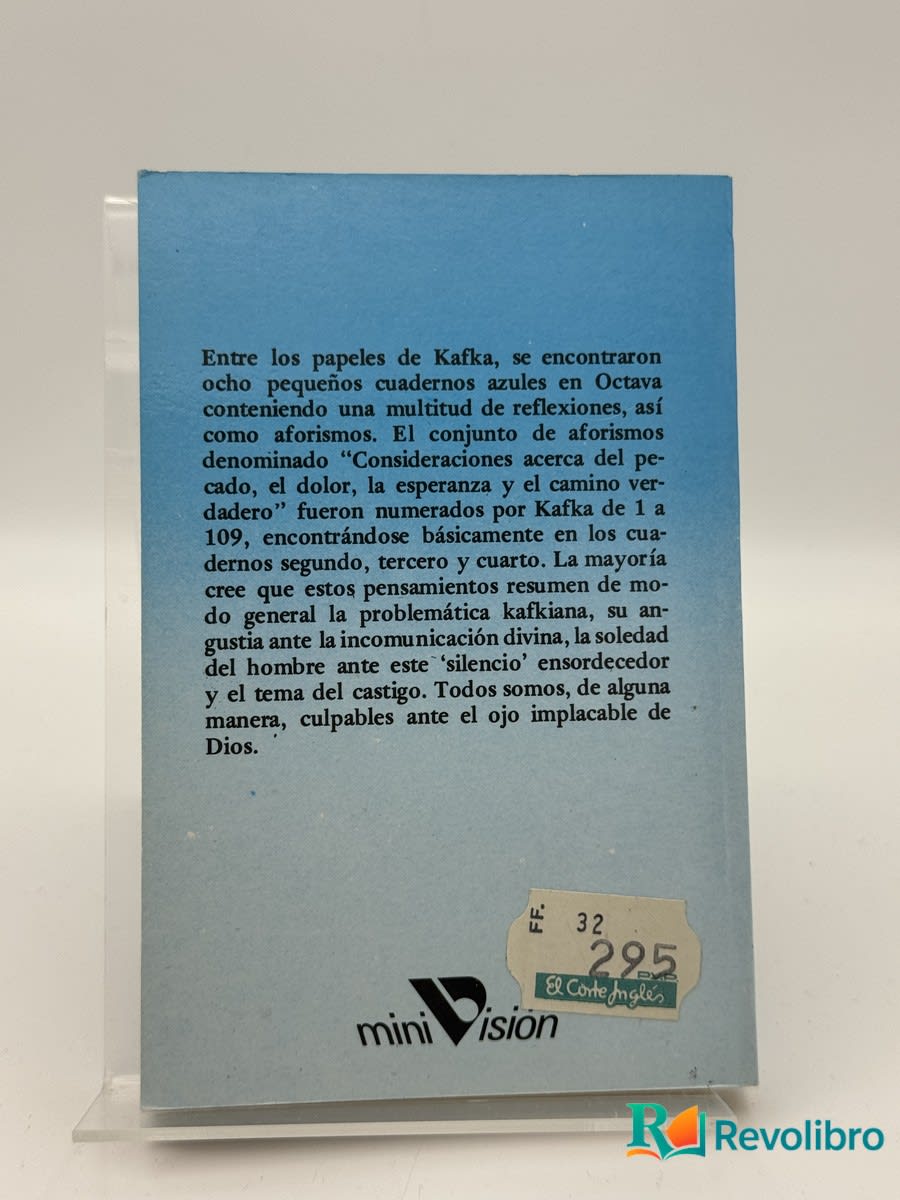 Entre los papeles de Kafka, se encontraron
ocho pequeños cuadernos azules en Octava
conteniendo una multitud de reflexiones, así
como aforismos. El conjunto de aforismos
denominado “Consideraciones acerca del pe-
cado, el dolor, la esperanza y el camino ver-
dadero” fueron numerados por Kafka de 1 a
109, encontrándose básicamente en los cua-
dernos segundo, tercero y cuarto. La mayoría
cree que estos pensamientos resumen de mo-
do general la problemática kafkiana, su an-
gustia ante la incomunicación divina, la soledad
del hombre ante este ‘silencio’ ensordecedor
y el tema del castigo. Todos somos, de alguna
manera, culpables ante el ojo implacable de
Dios.
FF. 32
295
El Corte Inglés
mini Visión
Revolibro